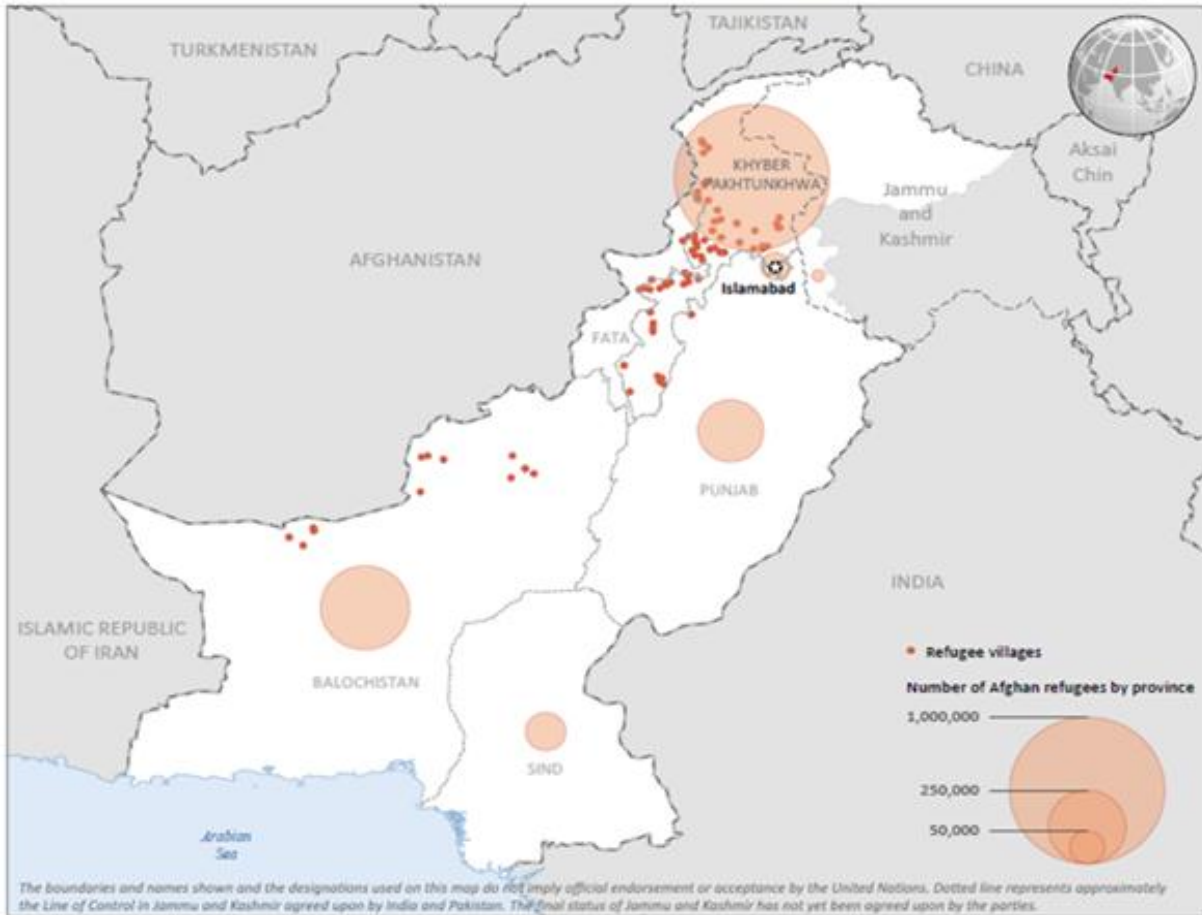 TURKMENISTAN
TAJIKISTAN
CHINA
KHYBER
PAKHTUNKHWA
Aksai
Chin
Jammu
and
Kashmir
AFGHANISTAN
Islamabad
FATA
PUNJAB
INDIA
ISLAMIC REPUBLIC
OF IRAN
BALOCHISTAN
SIND
Arabian
Sea
Refugee villages
Number of Afghan refugees by province
1,000,000
250,000
50,000
The boundaries and names shown and the designations used on this map do not imply official endorsement or acceptance by the United Nations. Dotted line represents approximately
the Line of Control in Jammu and Kashmir agreed upon by India and Pakistan. The final status of Jammu and Kashmir has not yet been agreed upon by the parties.